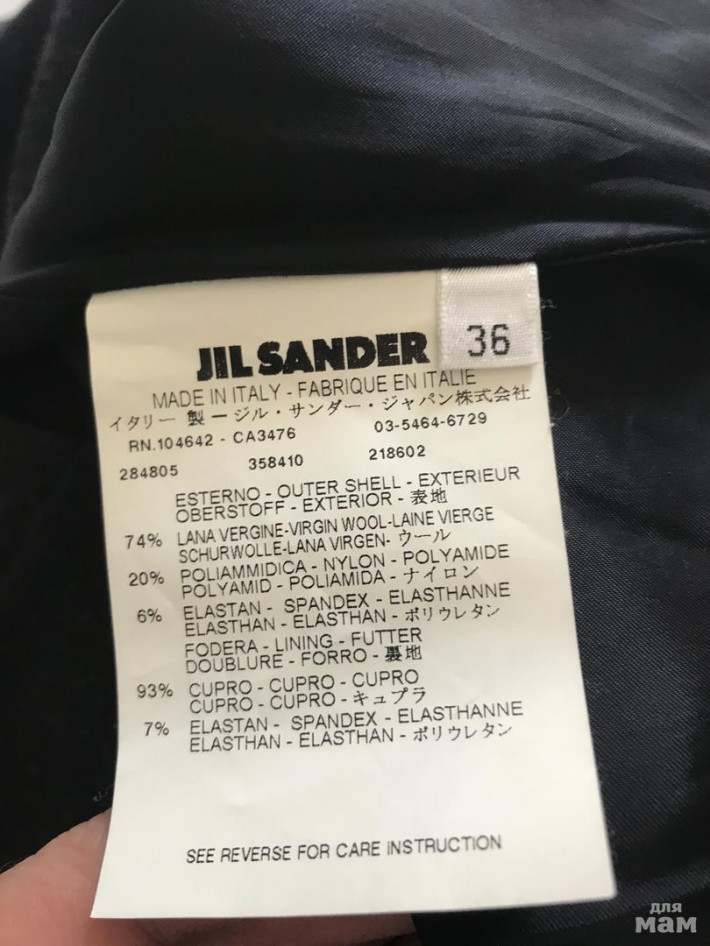 JIL SANDER
36
MADE IN ITALY - FABRIQUE EN ITALIE
イタリー 製 ージル・サンダー・ジャパン株式会社
RN.104642 - CA3476 03-5464-6729
284805 358410 218602
ESTERNO - OUTER SHELL - EXTERIEUR
OBERSTOFF - EXTERIOR - 表地
74% LANA VERGINE-VIRGIN WOOL-LAINE VIERGE
SCHURWOLLE-LANA VIRGEN- ウール
20% POLIAMMIDICA - NYLON - POLYAMIDE
POLYAMID - POLIAMIDA - ナイロン
6% ELASTAN - SPANDEX - ELASTHANNE
ELASTHAN - ELASTHAN - ポリウレタン
FODERA - LINING - FUTTER
DOUBLURE - FORRO - 裏地
93% CUPRO - CUPRO - CUPRO
CUPRO - CUPRO - キュプラ
7% ELASTAN - SPANDEX - ELASTHANNE
ELASTHAN - ELASTHAN - ポリウレタン
SEE REVERSE FOR CARE INSTRUCTION
для
мам